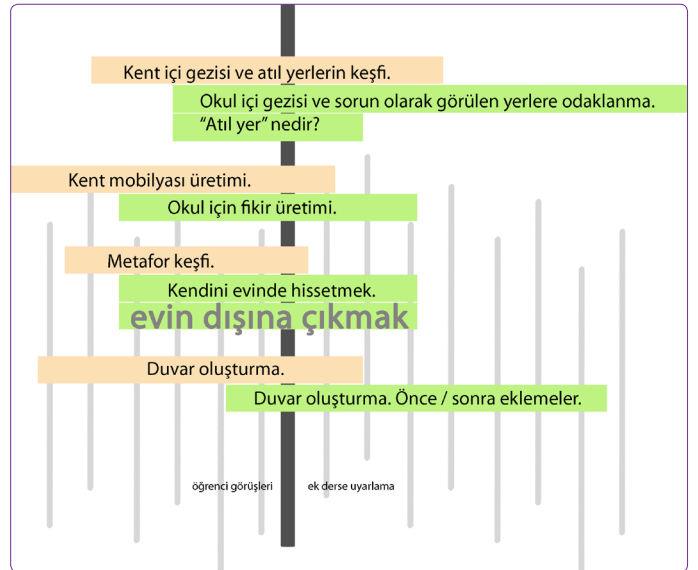 Kent içi gezisi ve atıl yerlerin keşfi.
Okul içi gezisi ve sorun olarak görülen yerlere odaklanma.
“Atıl yer” nedir?
Kent mobilyası üretimi.
Okul için fikir üretimi.
Metafor keşfi.
Kendini evinde hissetmek.
evin dışına çıkmak
Duvar oluşturma.
Duvar oluşturma. Önce / sonra eklemeler.
öğrenci görüşleri
ek derse uyarlama